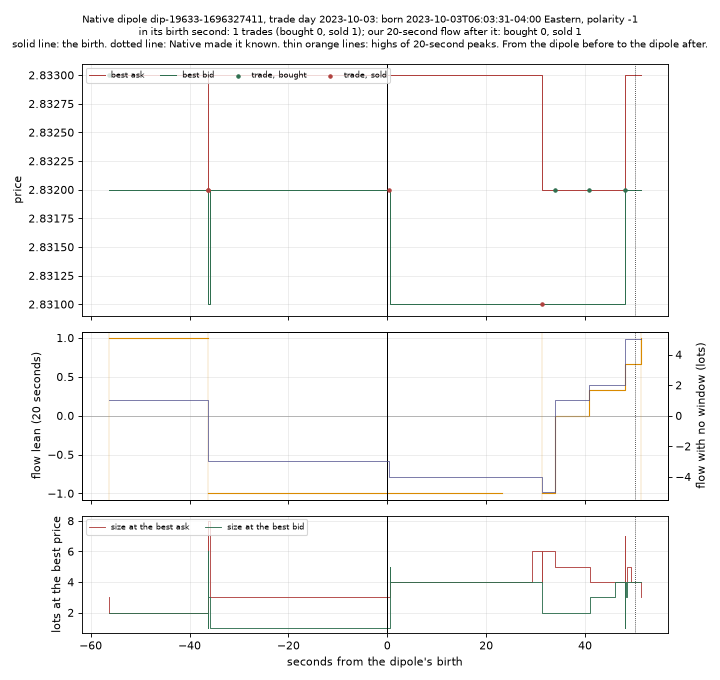 Native dipole dip-19633-1696327411, trade day 2023-10-03: born 2023-10-03T06:03:31-04:00 Eastern, polarity -1
in its birth second: 1 trades (bought 0, sold 1); our 20-second flow after it: bought 0, sold 1
solid line: the birth. dotted line: Native made it known. thin orange lines: highs of 20-second peaks. From the dipole before to the dipole after.
best ask best bid trade, bought trade, sold
2.83300
2.83275
2.83250
2.83225
2.83200
2.83175
2.83150
2.83125
2.83100
price
1.0
0.5
0.0
−0.5
−1.0
flow lean (20 seconds)
4
2
0
−2
−4
flow with no window (lots)
size at the best ask size at the best bid
8
6
4
2
lots at the best price
−60 −40 −20 0 20 40
seconds from the dipole's birth